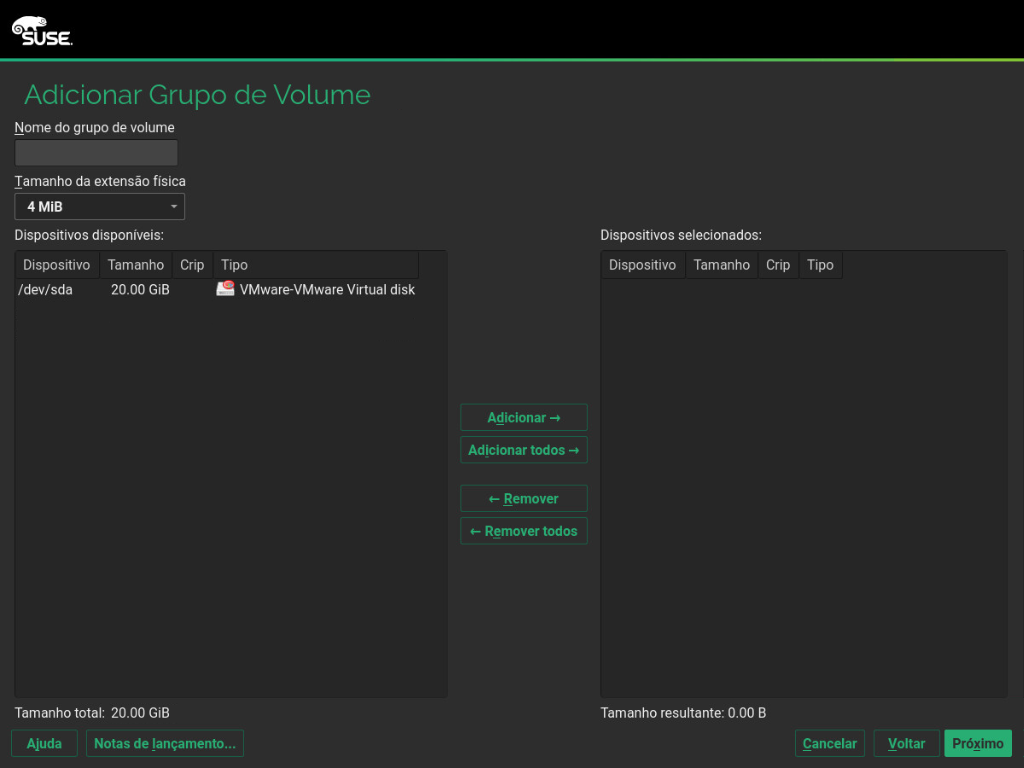 SUSE
Adicionar Grupo de Volume
Nome do grupo de volume
Tamanho da extensão física
4 MiB
Dispositivos disponíveis:
Dispositivo Tamanho Crip Tipo
/dev/sda 20.00 GiB VMware-VMware Virtual disk
Adicionar →
Adicionar todos →
← Remover
← Remover todos
Dispositivos selecionados:
Dispositivo Tamanho Crip Tipo
Tamanho total: 20.00 GiB
Tamanho resultante: 0.00 B
Ajuda Notas de lançamento... Cancelar Voltar Próximo